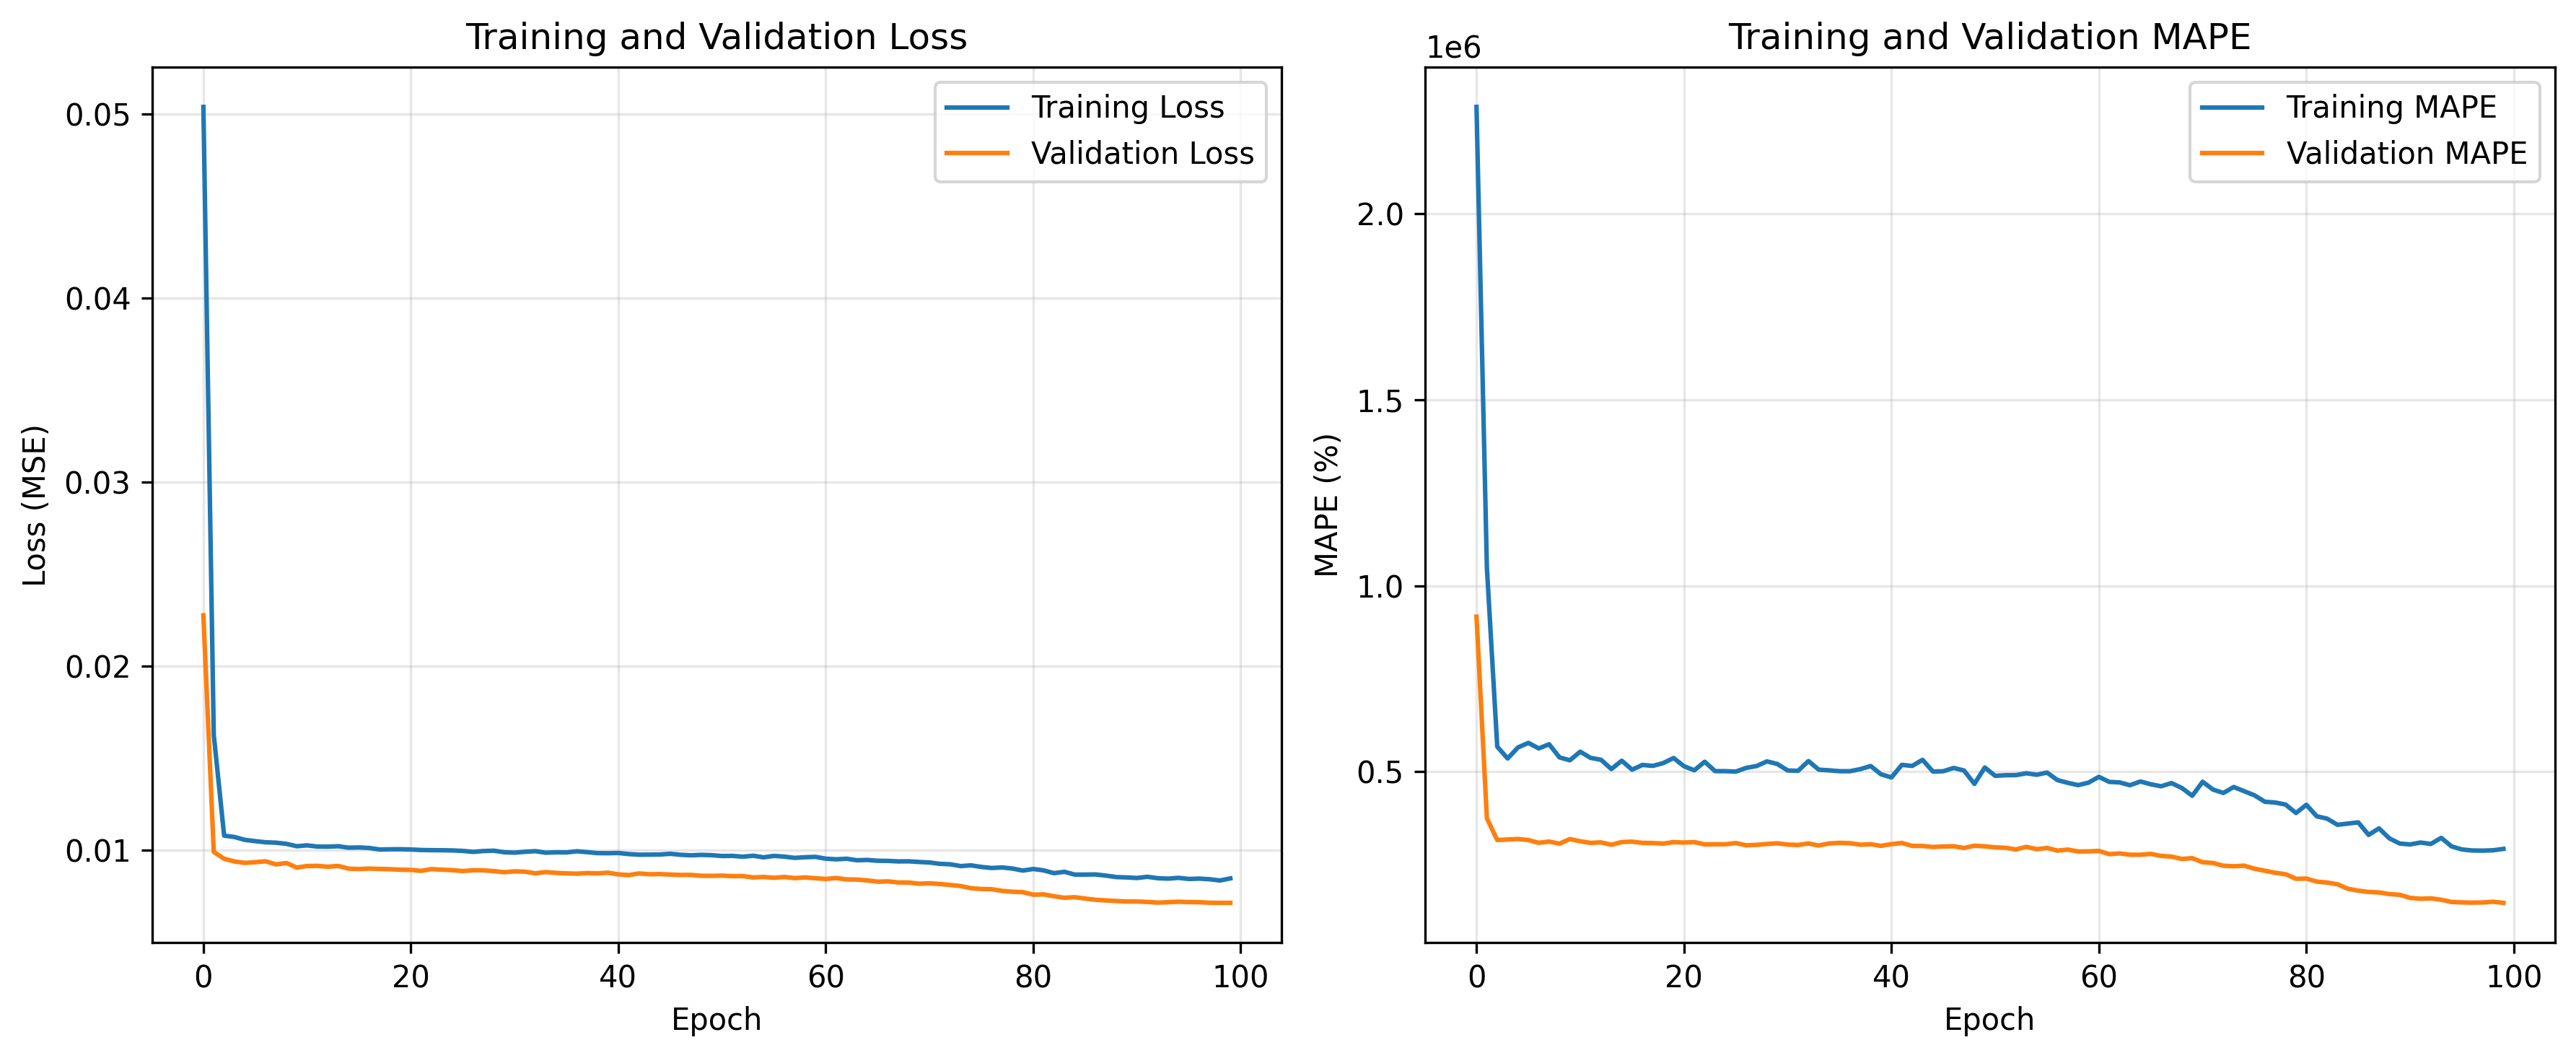 Training and Validation Loss
Training Loss
Validation Loss
0.05
0.04
0.03
0.02
0.01
Loss (MSE)
0 20 40 60 80 100
Epoch
Training and Validation MAPE
1e6
Training MAPE
Validation MAPE
2.0
1.5
1.0
0.5
MAPE (%)
0 20 40 60 80 100
Epoch